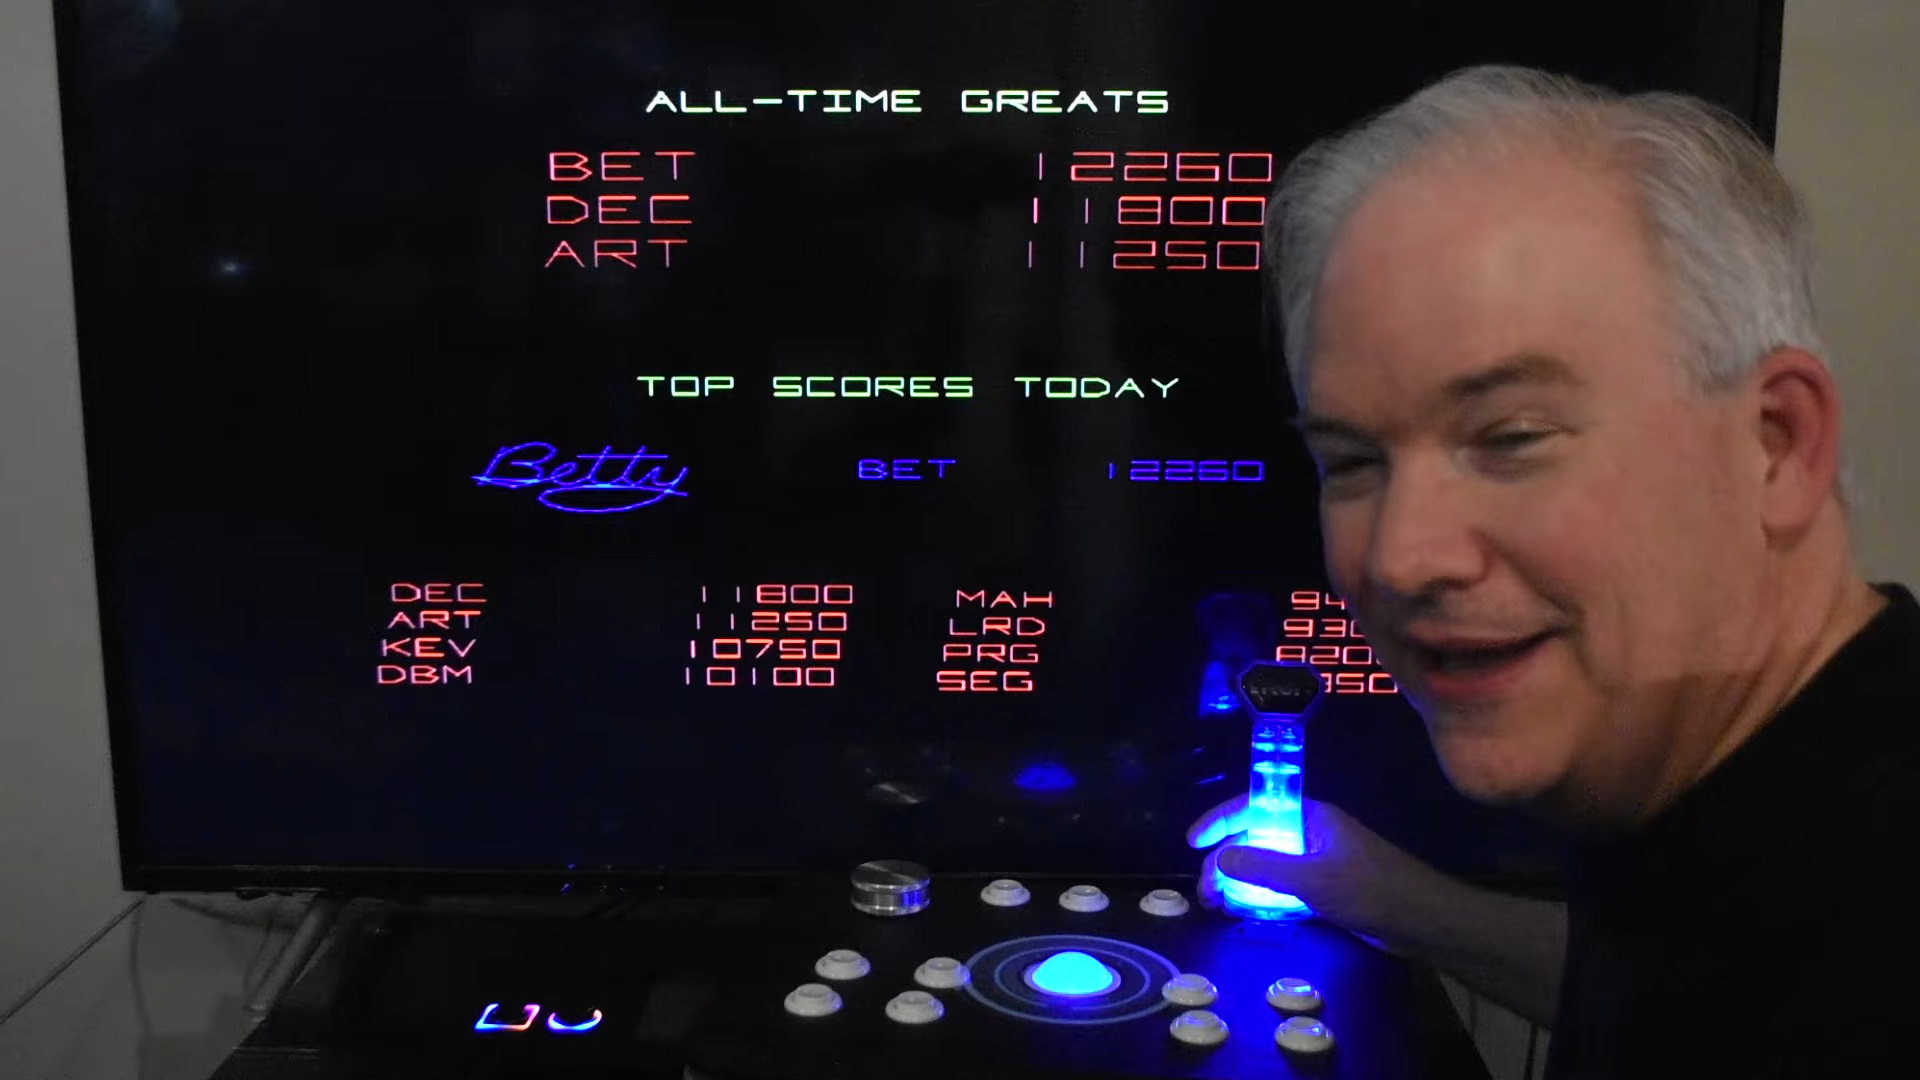 ALL-TIME GREATS
BET 12260
DEC 11800
ART 11250
TOP SCORES TODAY
Betty BET 12260
DEC 11800 MAH
ART 11250 LRD
KEV 10750 PRG
DBM 10100 SEG
TRON